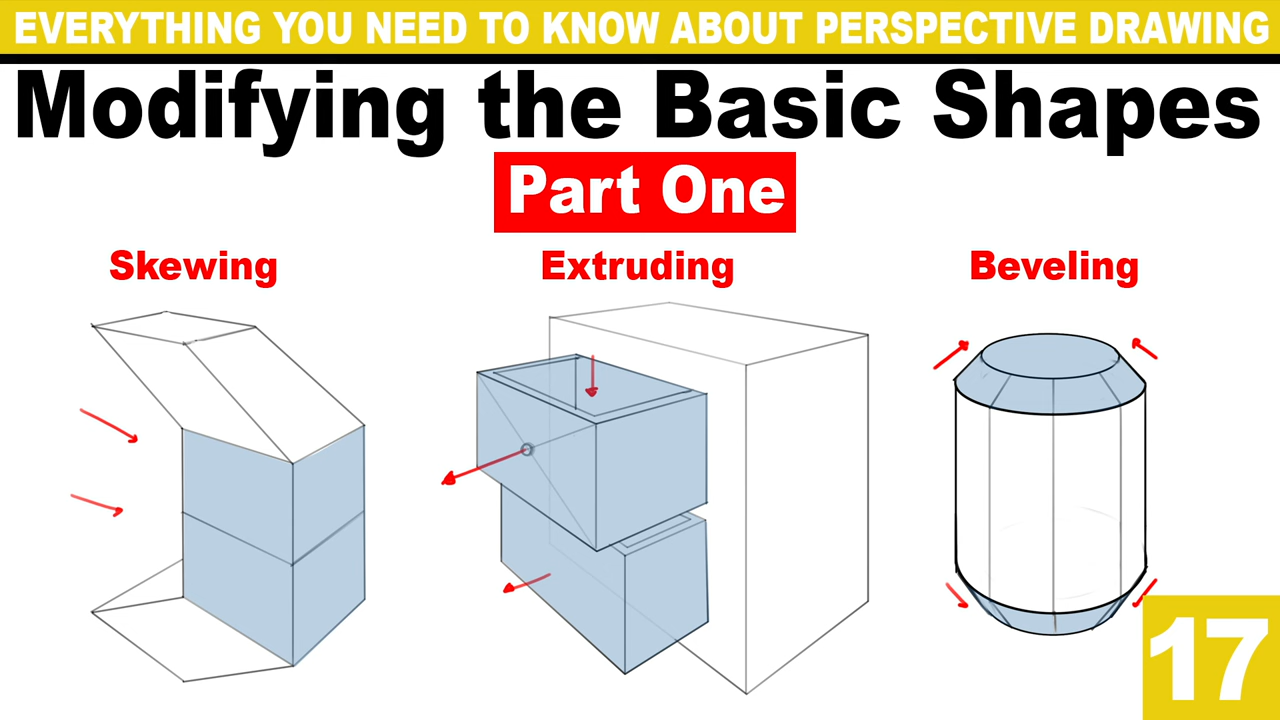 EVERYTHING YOU NEED TO KNOW ABOUT PERSPECTIVE DRAWING
Modifying the Basic Shapes
Part One
Skewing
Extruding
Beveling
17